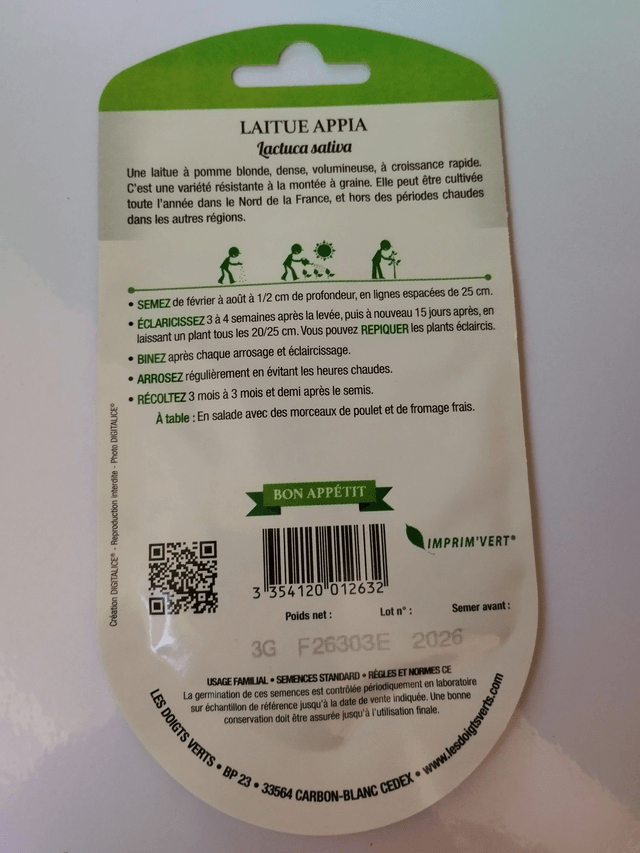 LAITUE APPIA
Lactuca sativa
Une laitue à pomme blonde, dense, volumineuse, à croissance rapide.
C'est une variété résistante à la montée à graine. Elle peut être cultivée
toute l'année dans le Nord de la France, et hors des périodes chaudes
dans les autres régions.
• SEMEZ de février à août à 1/2 cm de profondeur, en lignes espacées de 25 cm.
• ÉCLARICISSEZ 3 à 4 semaines après la levée, puis à nouveau 15 jours après, en
laissant un plant tous les 20/25 cm. Vous pouvez REPIQUER les plants éclaircis.
• BINEZ après chaque arrosage et éclaircissage.
• ARROSEZ régulièrement en évitant les heures chaudes.
• RÉCOLTEZ 3 mois à 3 mois et demi après le semis.
À table : En salade avec des morceaux de poulet et de fromage frais.
Création DIGITALICE® - Reproduction interdite - Photo DIGITALICE®
BON APPÉTIT
IMPRIM'VERT®
3 354120 012632
Poids net : Lot n° : Semer avant :
3G F26303E 2026
USAGE FAMILIAL • SEMENCES STANDARD • RÈGLES ET NORMES CE
La germination de ces semences est contrôlée périodiquement en laboratoire
sur échantillon de référence jusqu'à la date de vente indiquée. Une bonne
conservation doit être assurée jusqu'à l'utilisation finale.
LES DOIGTS VERTS • BP 23 • 33564 CARBON-BLANC CEDEX • www.lesdoigtsverts.com